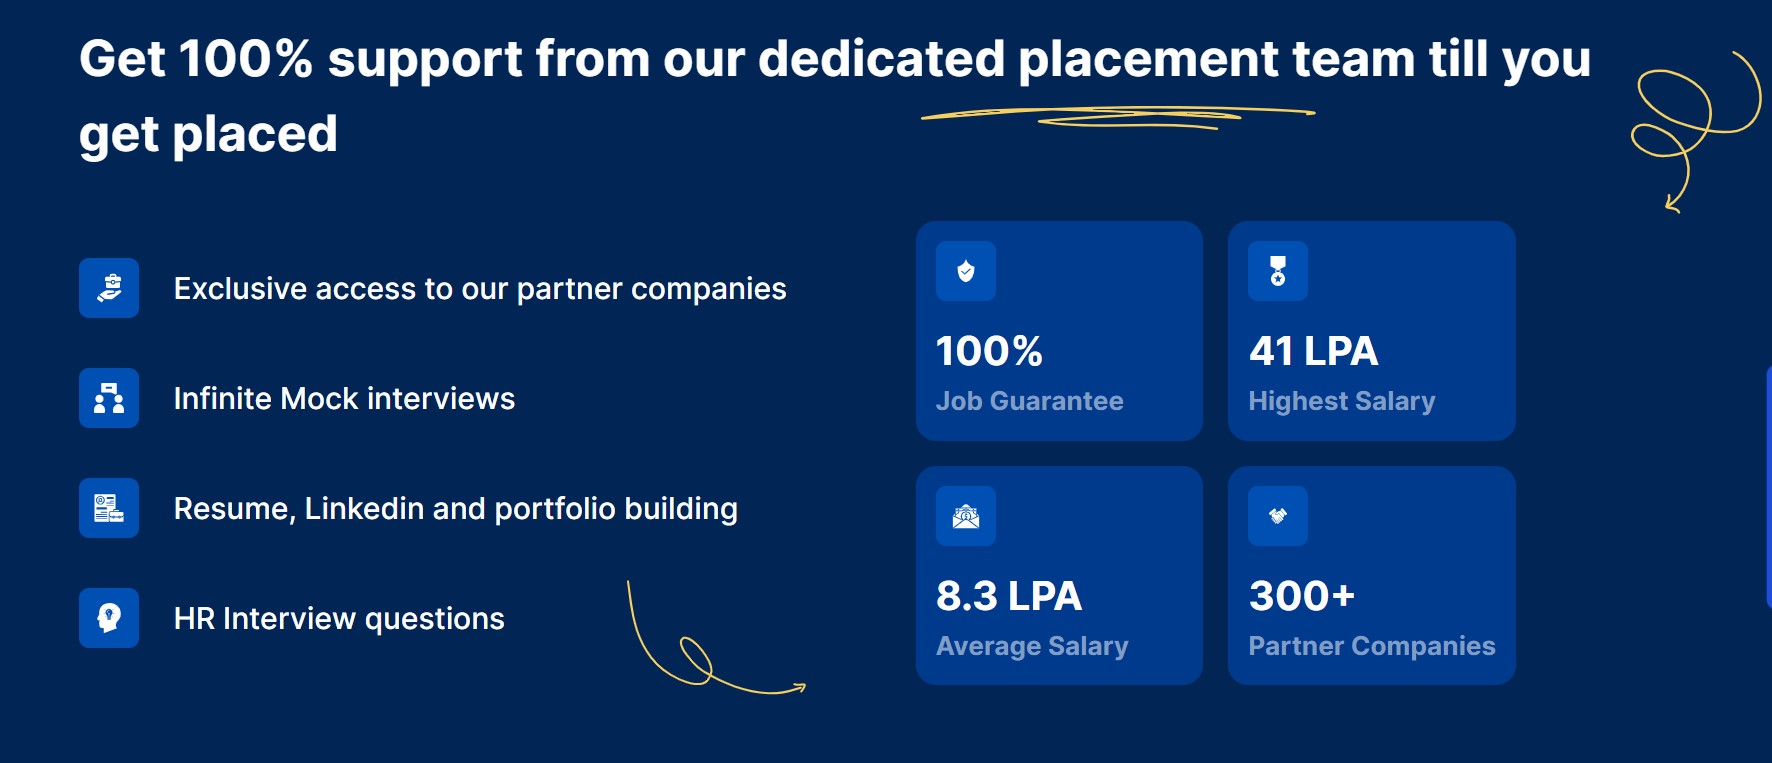 Get 100% support from our dedicated placement team till you
get placed
Exclusive access to our partner companies
Infinite Mock interviews
Resume, Linkedin and portfolio building
HR Interview questions
100%
Job Guarantee
41 LPA
Highest Salary
8.3 LPA
Average Salary
300+
Partner Companies